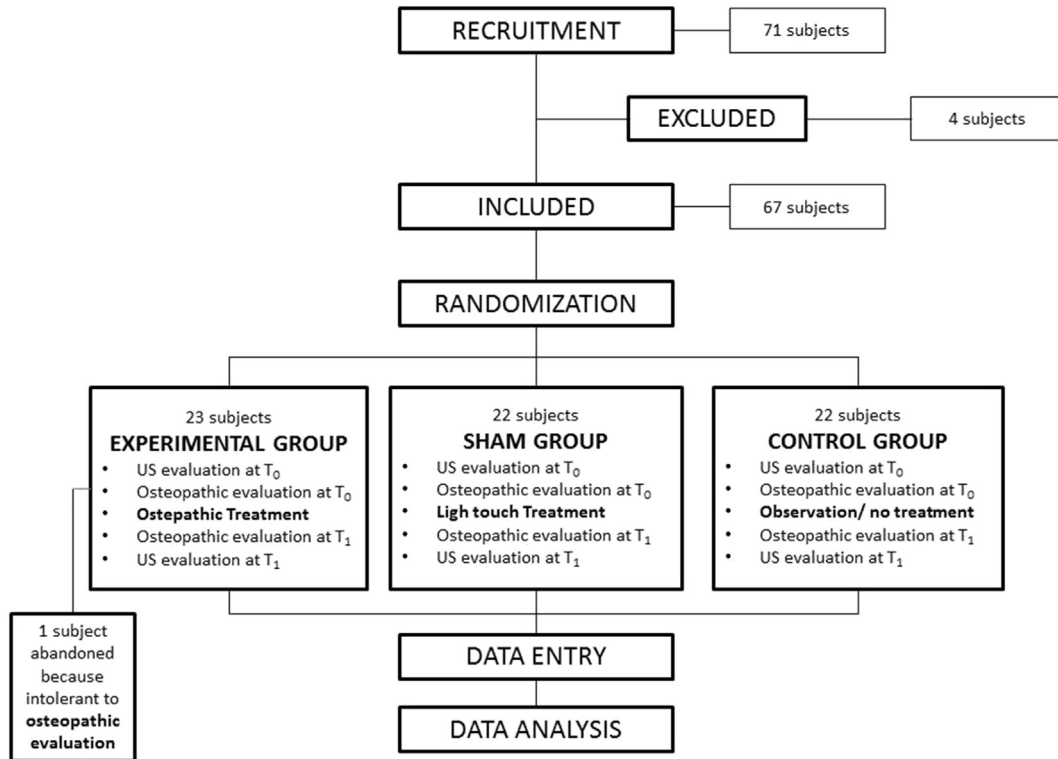 RECRUITMENT
71 subjects
EXCLUDED
4 subjects
INCLUDED
67 subjects
RANDOMIZATION
23 subjects
EXPERIMENTAL GROUP
• US evaluation at T0
• Osteopathic evaluation at T0
• Ostepathic Treatment
• Osteopathic evaluation at T1
• US evaluation at T1
22 subjects
SHAM GROUP
• US evaluation at T0
• Osteopathic evaluation at T0
• Ligh touch Treatment
• Osteopathic evaluation at T1
• US evaluation at T1
22 subjects
CONTROL GROUP
• US evaluation at T0
• Osteopathic evaluation at T0
• Observation/ no treatment
• Osteopathic evaluation at T1
• US evaluation at T1
1 subject
abandoned
because
intolerant to
osteopathic
evaluation
DATA ENTRY
DATA ANALYSIS